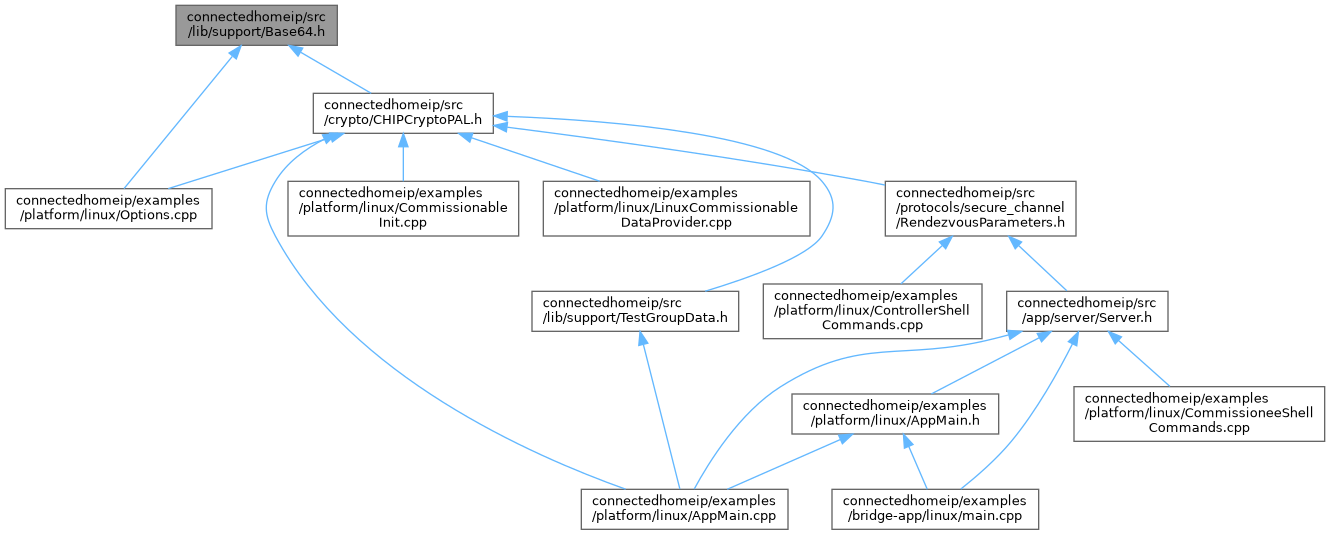 connectedhomeip/src
/lib/support/Base64.h
connectedhomeip/src
/crypto/CHIPCryptoPAL.h
connectedhomeip/examples
/platform/linux/Options.cpp
connectedhomeip/examples
/platform/linux/Commissionable
Init.cpp
connectedhomeip/examples
/platform/linux/LinuxCommissionable
DataProvider.cpp
connectedhomeip/src
/protocols/secure_channel
/RendezvousParameters.h
connectedhomeip/src
/lib/support/TestGroupData.h
connectedhomeip/examples
/platform/linux/ControllerShell
Commands.cpp
connectedhomeip/src
/app/server/Server.h
connectedhomeip/examples
/platform/linux/AppMain.h
connectedhomeip/examples
/platform/linux/CommissioneeShell
Commands.cpp
connectedhomeip/examples
/platform/linux/AppMain.cpp
connectedhomeip/examples
/bridge-app/linux/main.cpp